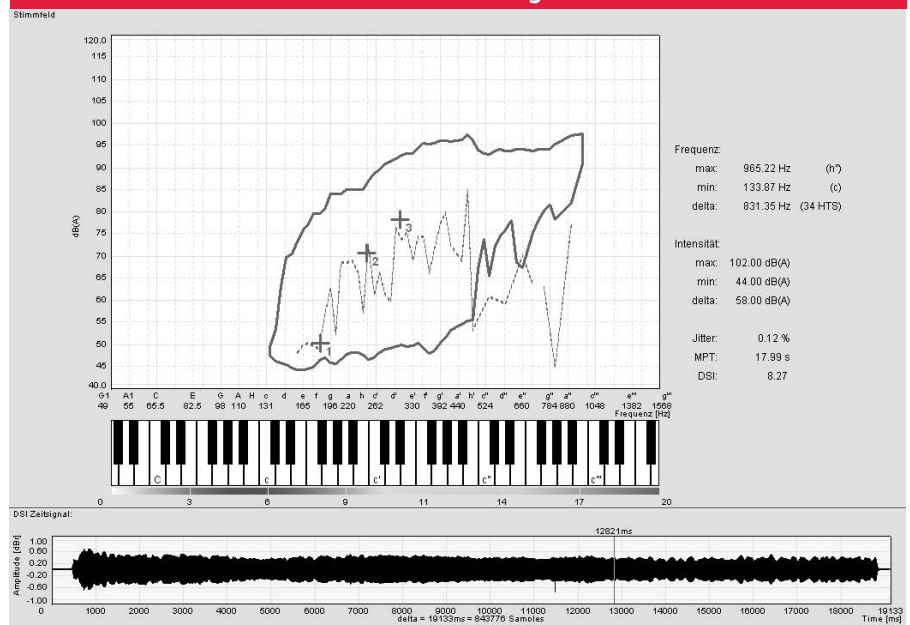 Stimmfeld
120.0
115
110
105
100
95
90
85
80
75
70
65
60
55
50
45
40.0
dB(A)
1
2
3
G1 A1 C E G A H c d e f g a h c' d' e' f' g' a' h' c'' d'' e'' g'' a'' c''' e''' g'''
49 55 65.5 82.5 98 110 131 165 196 220 262 330 392 440 524 660 784 880 1048 1382 1568
Frequenz [Hz]
C c c' c'' c'''
0 3 6 9 11 14 17 20
Frequenz:
max: 965.22 Hz (h'')
min: 133.87 Hz (c)
delta: 831.35 Hz (34 HTS)
Intensität:
max: 102.00 dB(A)
min: 44.00 dB(A)
delta: 58.00 dB(A)
Jitter: 0.12 %
MPT: 17.99 s
DSI: 8.27
DSI Zeitsignal:
12821ms
Amplitude [dBr]
1.00
0.60
0.20
-0.20
-0.60
-1.00
0 1000 2000 3000 4000 5000 6000 7000 8000 9000 10000 11000 12000 13000 14000 15000 16000 17000 18000 19133
delta = 19133ms = 843776 Samples
Time [ms]